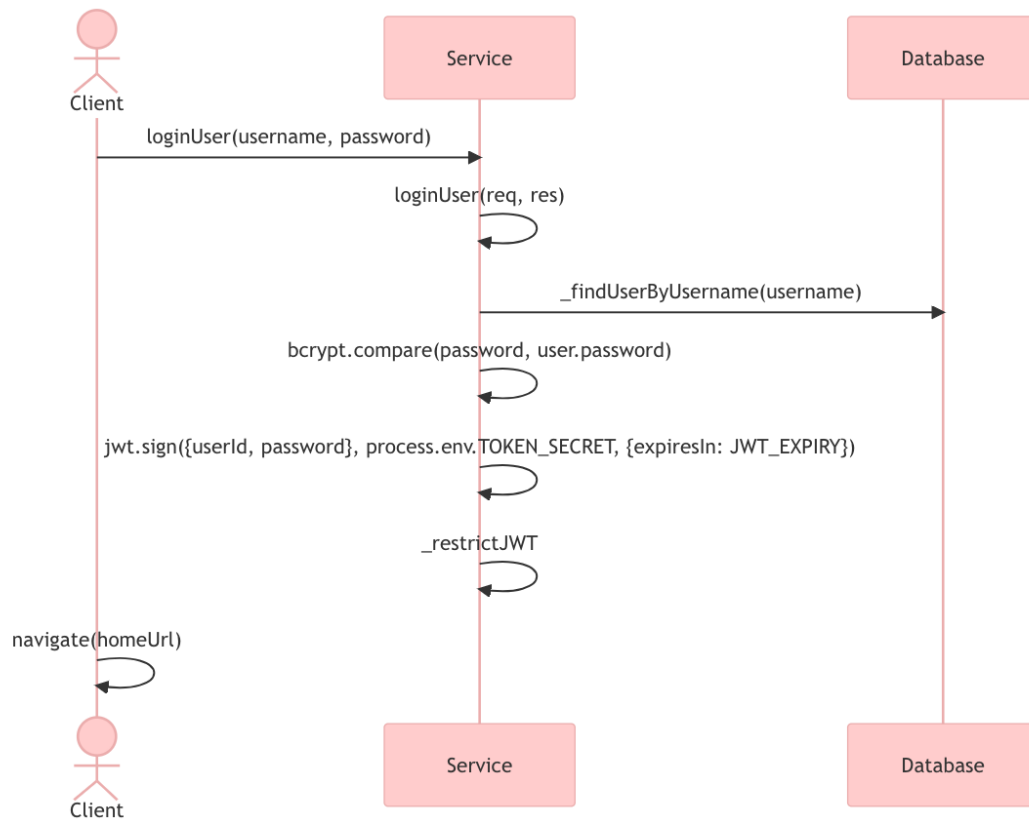 Service
Database
Client
loginUser(username, password)
loginUser(req, res)
_findUserByUsername(username)
bcrypt.compare(password, user.password)
jwt.sign({userId, password}, process.env.TOKEN_SECRET, {expiresIn: JWT_EXPIRY})
_restrictJWT
navigate(homeUrl)
Service
Database
Client